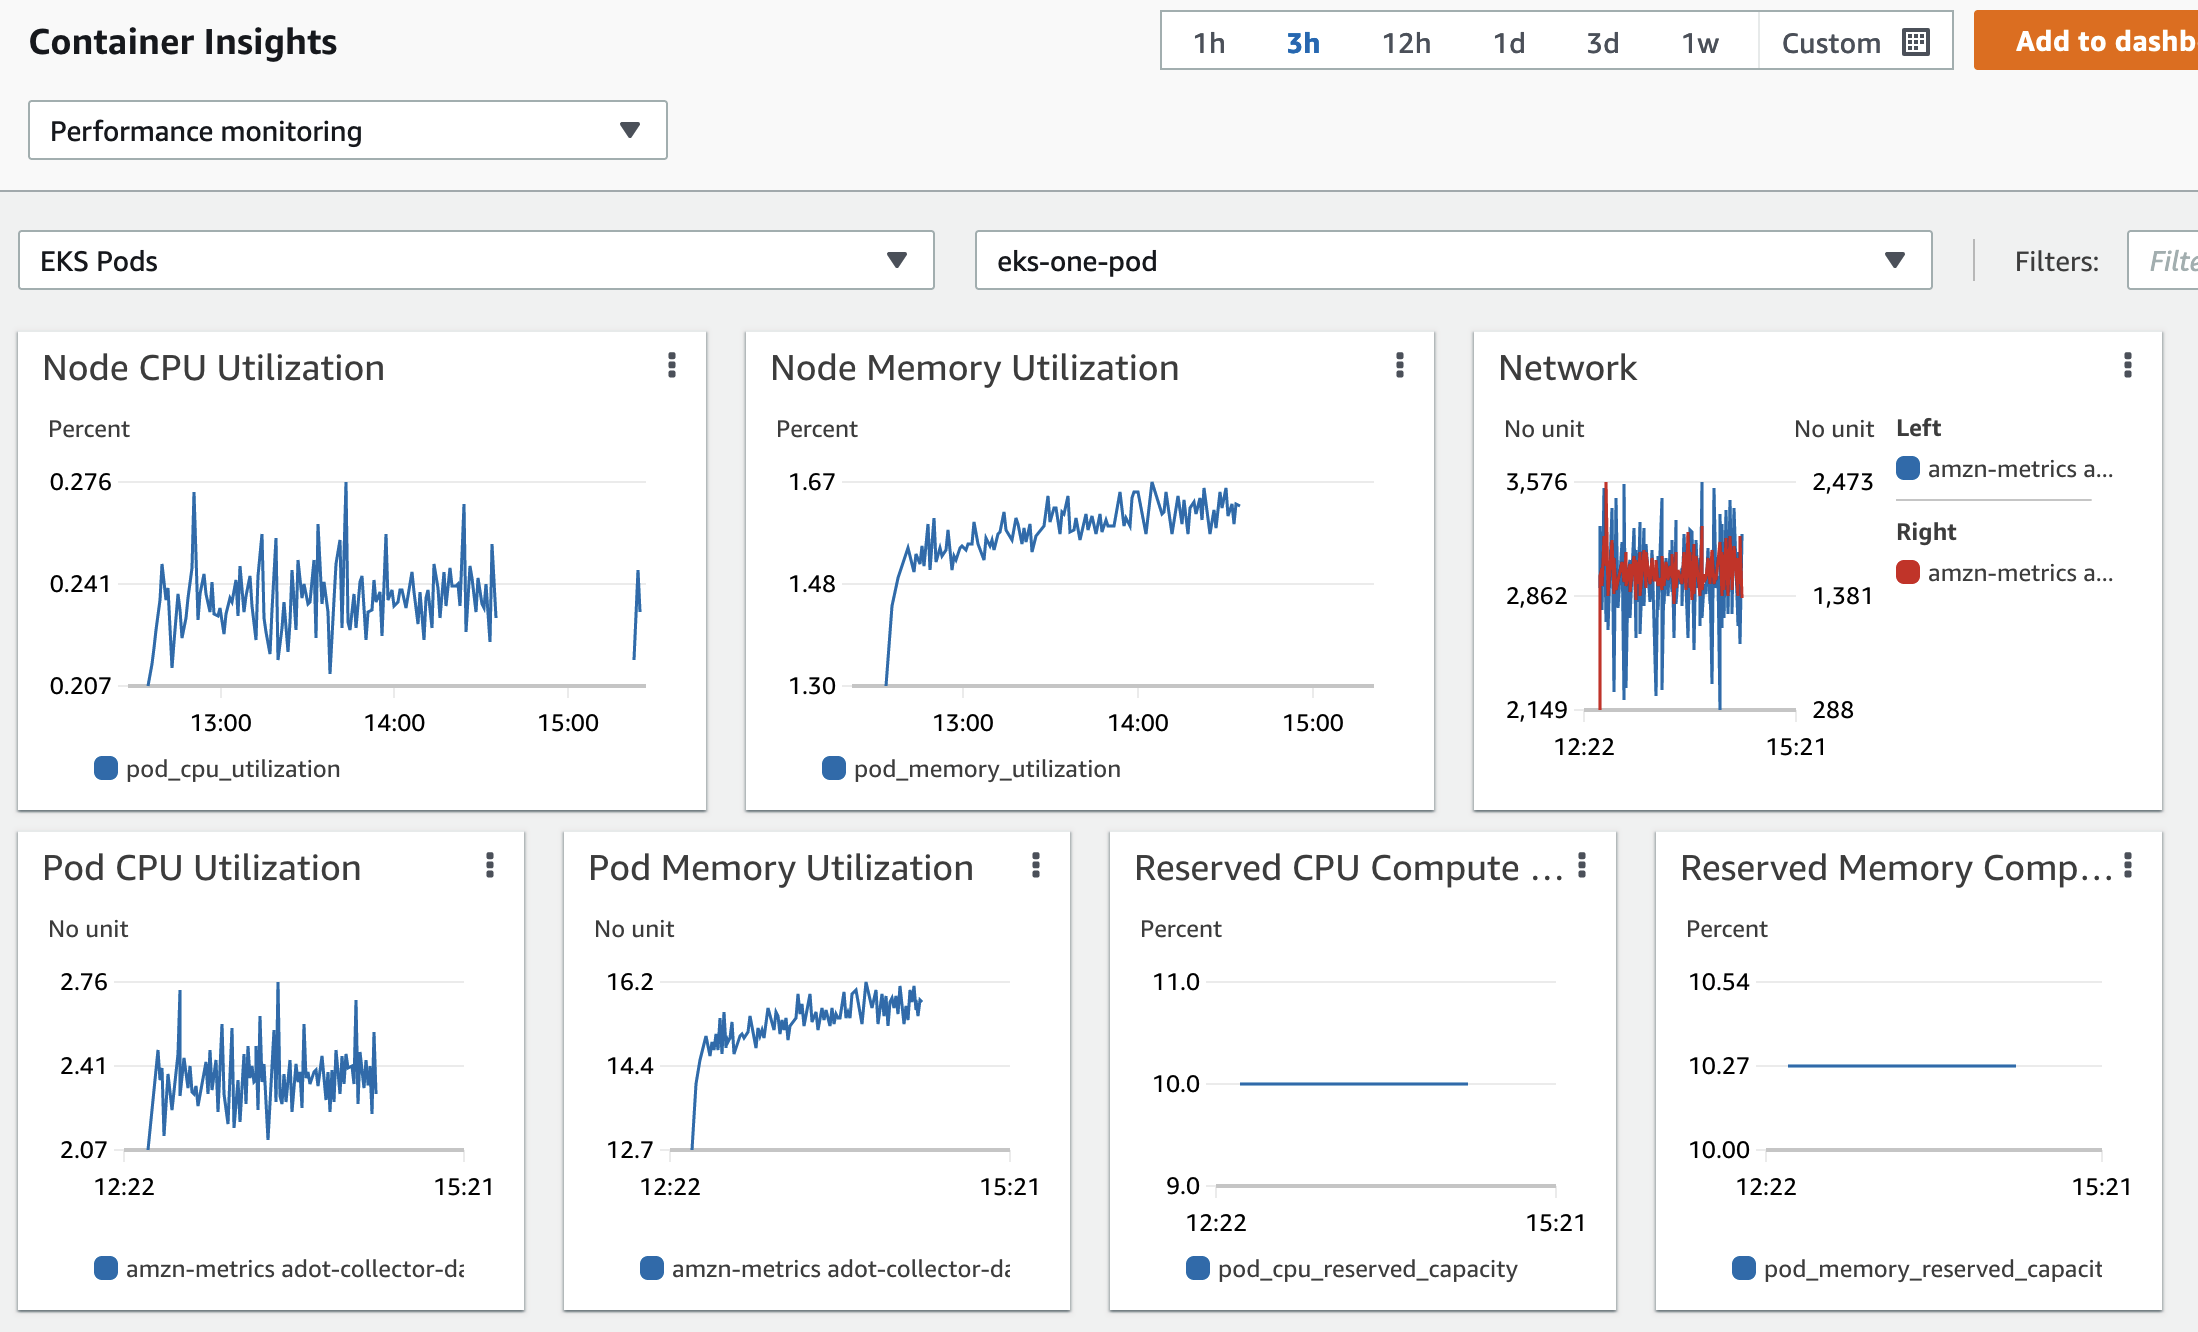 Container Insights
1h 3h 12h 1d 3d 1w Custom
Add to dashb
Performance monitoring
EKS Pods
eks-one-pod
Filters:
Filte
Node CPU Utilization
Percent
0.276
0.241
0.207
13:00 14:00 15:00
pod_cpu_utilization
Node Memory Utilization
Percent
1.67
1.48
1.30
13:00 14:00 15:00
pod_memory_utilization
Network
No unit
No unit
3,576
2,862
2,149
2,473
1,381
288
12:22 15:21
Left
amzn-metrics a...
Right
amzn-metrics a...
Pod CPU Utilization
No unit
2.76
2.41
2.07
12:22 15:21
amzn-metrics adot-collector-da
Pod Memory Utilization
No unit
16.2
14.4
12.7
12:22 15:21
amzn-metrics adot-collector-da
Reserved CPU Compute ...
Percent
11.0
10.0
9.0
12:22 15:21
pod_cpu_reserved_capacity
Reserved Memory Comp...
Percent
10.54
10.27
10.00
12:22 15:21
pod_memory_reserved_capacit